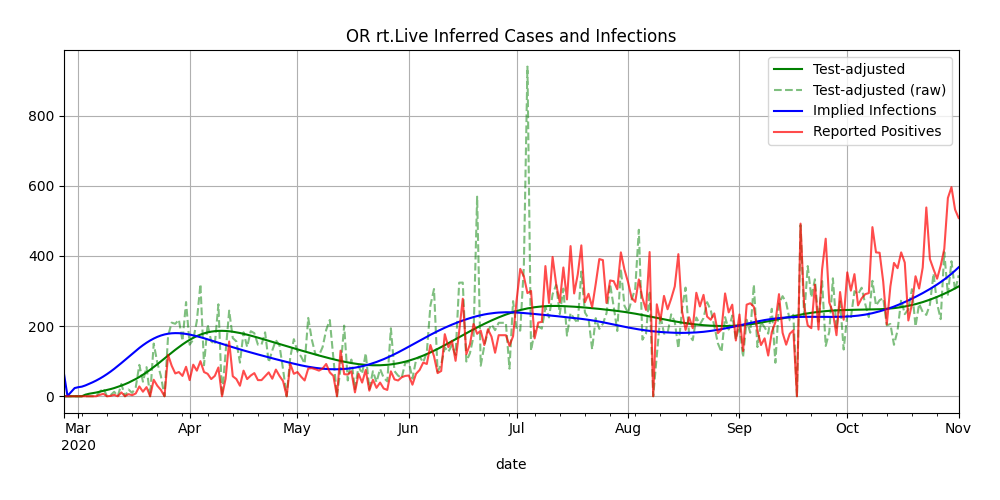 OR rt.Live Inferred Cases and Infections
Test-adjusted
Test-adjusted (raw)
Implied Infections
Reported Positives
800
600
400
200
0
Mar Apr May Jun Jul Aug Sep Oct Nov
2020
date